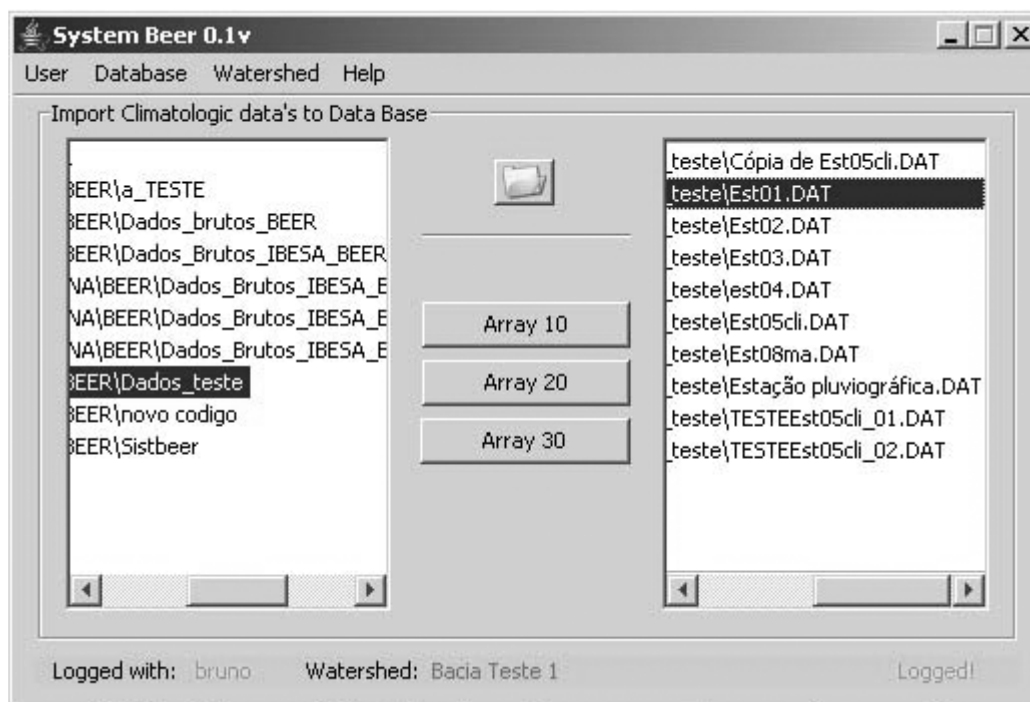 System Beer 0.1v
User Database Watershed Help
Import Climatologic data's to Data Base
BEER\a_TESTE
BEER\Dados_brutos_BEER
BEER\Dados_Brutos_IBESA_BEER
NA\BEER\Dados_Brutos_IBESA_E
NA\BEER\Dados_Brutos_IBESA_E
NA\BEER\Dados_Brutos_IBESA_E
BEER\Dados_teste
BEER\novo codigo
BEER\Sistbeer
Array 10
Array 20
Array 30
_teste\Cópia de Est05cli.DAT
_teste\Est01.DAT
_teste\Est02.DAT
_teste\Est03.DAT
_teste\est04.DAT
_teste\Est05cli.DAT
_teste\Est08ma.DAT
_teste\Estação pluviográfica.DAT
_teste\TESTEEst05cli_01.DAT
_teste\TESTEEst05cli_02.DAT
Logged with: bruno Watershed: Bacia Teste 1 Logged!